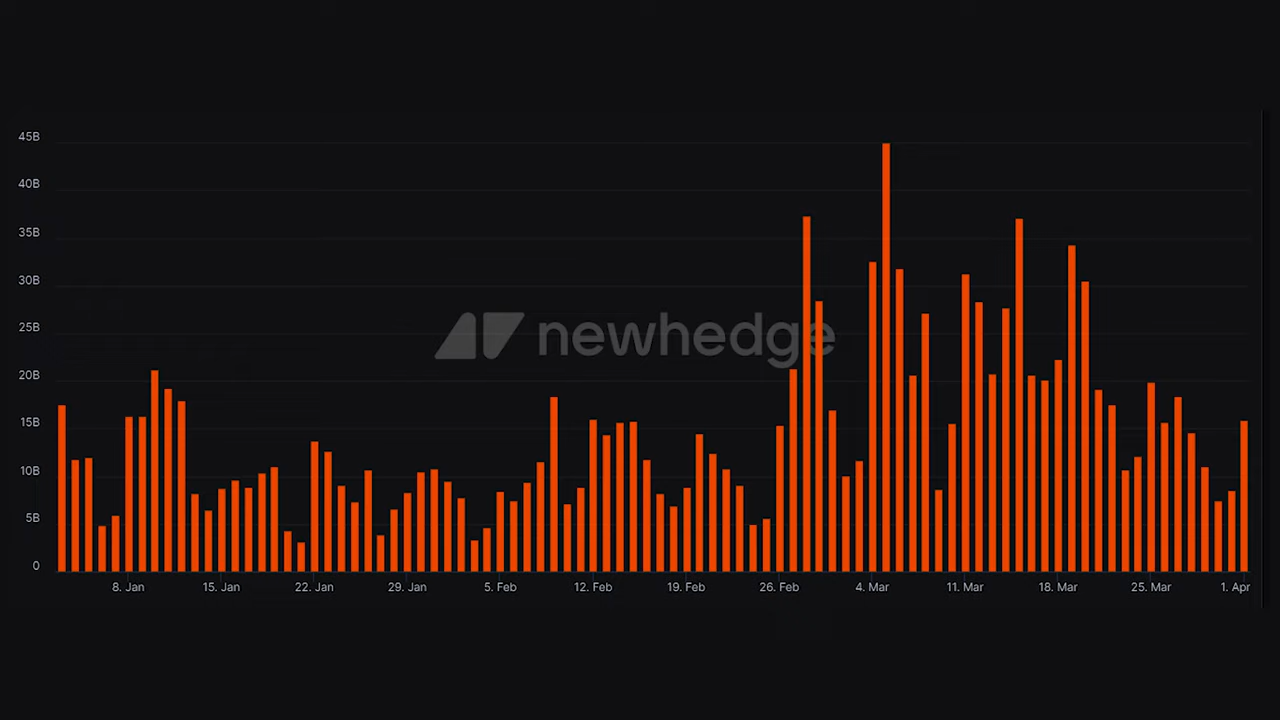 45B
40B
35B
30B
25B
20B
15B
10B
5B
0
newhedge
8. Jan 15. Jan 22. Jan 29. Jan 5. Feb 12. Feb 19. Feb 26. Feb 4. Mar 11. Mar 18. Mar 25. Mar 1. Apr